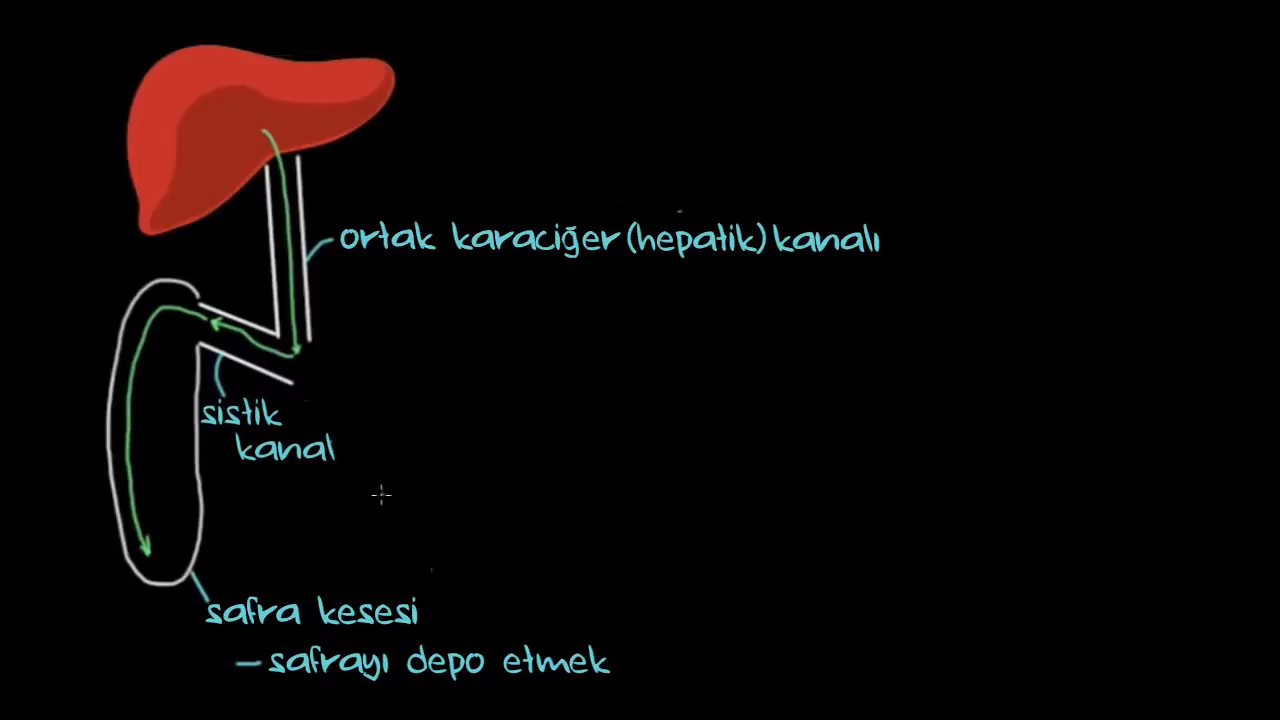 ortak karaciğer (hepatik) kanalı
sistik
kanal
safra kesesi
- safrayı depo etmek